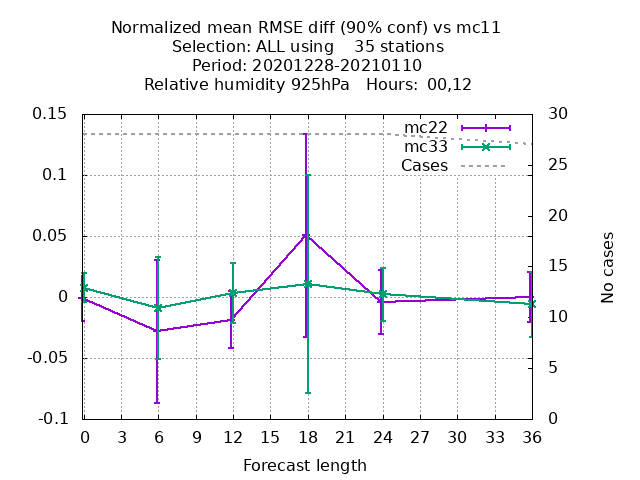 Normalized mean RMSE diff (90% conf) vs mc11
Selection: ALL using    35 stations
Period: 20201228-20210110
Relative humidity 925hPa   Hours:  00,12
0.15
0.1
0.05
0
-0.05
-0.1
30
25
20
15
10
5
0
mc22
mc33
Cases
No cases
0 3 6 9 12 15 18 21 24 27 30 33 36
Forecast length